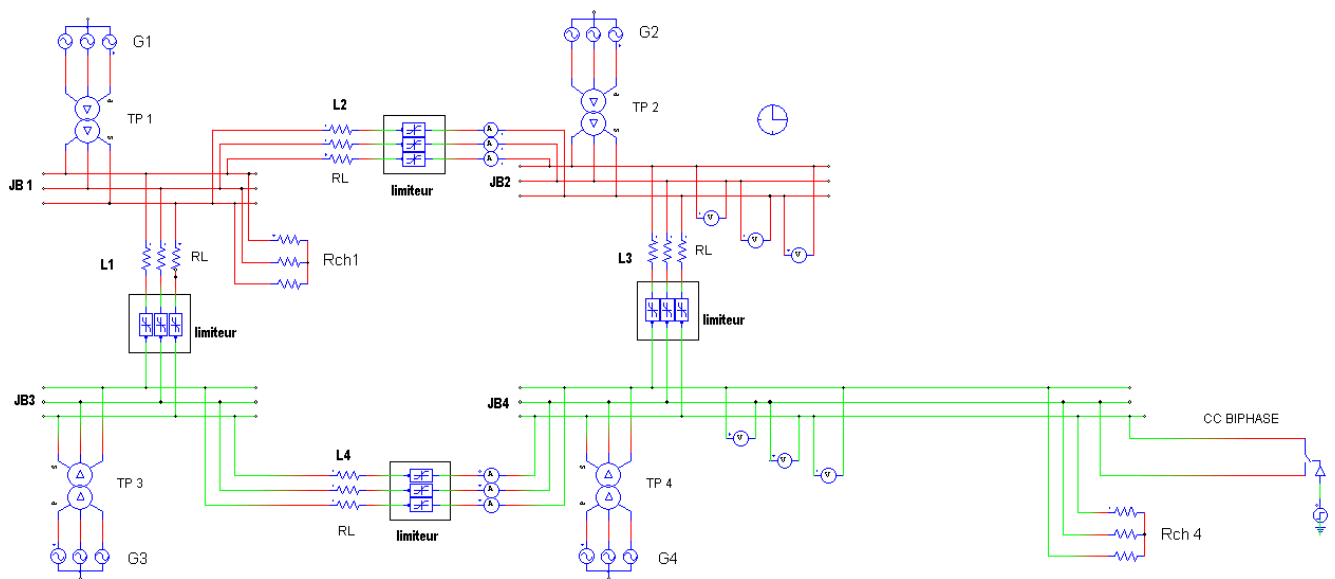 G1
G2
TP 1
L2
TP 2
A
A
A
RL
limiteur
JB 1
JB2
V
V
V
L1
RL
Rch1
L3
RL
limiteur
limiteur
JB3
JB4
CC BIPHASE
V
V
V
TP 3
L4
A
A
A
TP 4
RL
limiteur
Rch 4
G3
G4